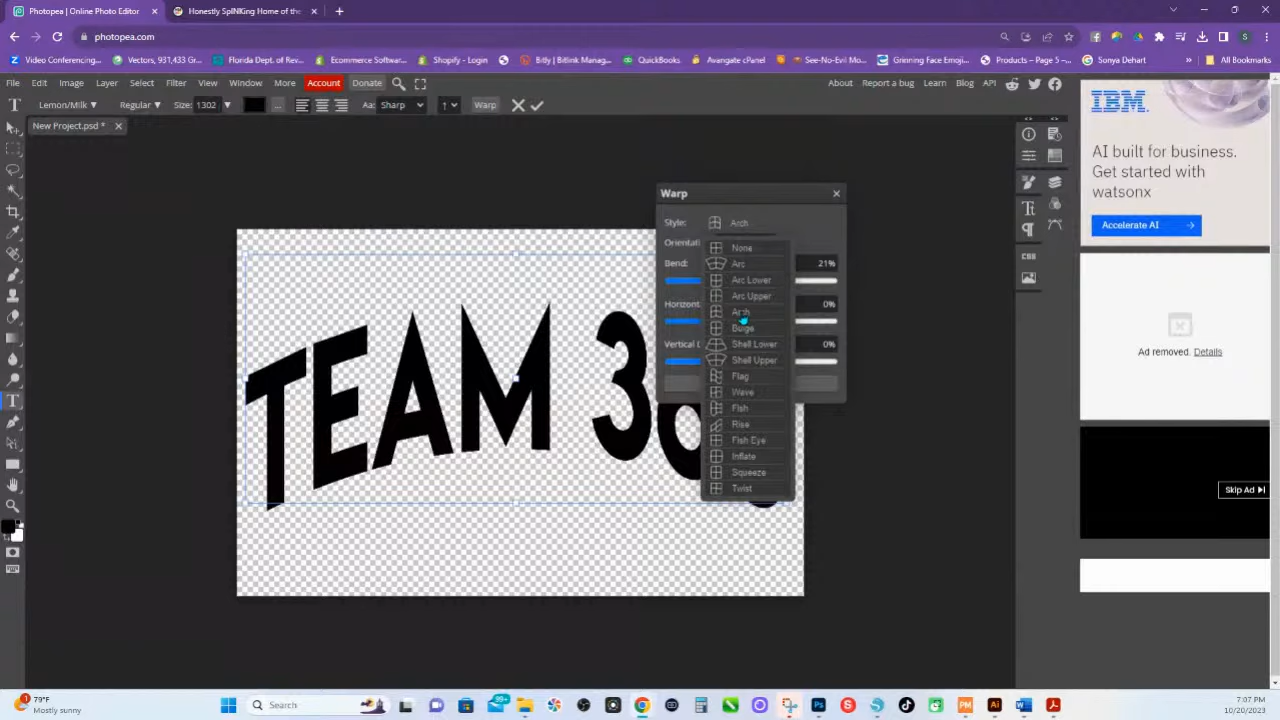 Photopea | Online Photo Editor
Honestly SpINKing Home of the
photopea.com
Video Conferencing...
Vectors, 931,433 Gr...
Florida Dept. of Rev...
Ecommerce Softwar...
Shopify - Golfing
Bitly | Bitlink Manag...
QuickBooks
Avangate cPanel
See-No-Evil Mo...
Grinning Face Emoji...
Products - Page 5 -...
Sonya Dehart
All Bookmarks
File Edit Image Layer Select Filter View Window More Account Donate
About Report a bug Learn Blog API
Lemon/Milk Regular Size: 1302 Aa: Sharp 1 Warp
New Project.psd *
IBM
AI built for business.
Get started with
watsonx
Accelerate AI
Warp
Style: Arch
Orientati
Bend: 21%
Horizont 0%
Vertical 0%
None
Arc
Arc Lower
Arc Upper
Arch
Bulge
Shell Lower
Shell Upper
Flag
Wave
Fish
Rise
Fish Eye
Inflate
Squeeze
Twist
TEAM 36
CSS
Ad removed. Details
Skip Ad
79°F
Mostly sunny
Search
99+
7:07 PM
10/20/2023